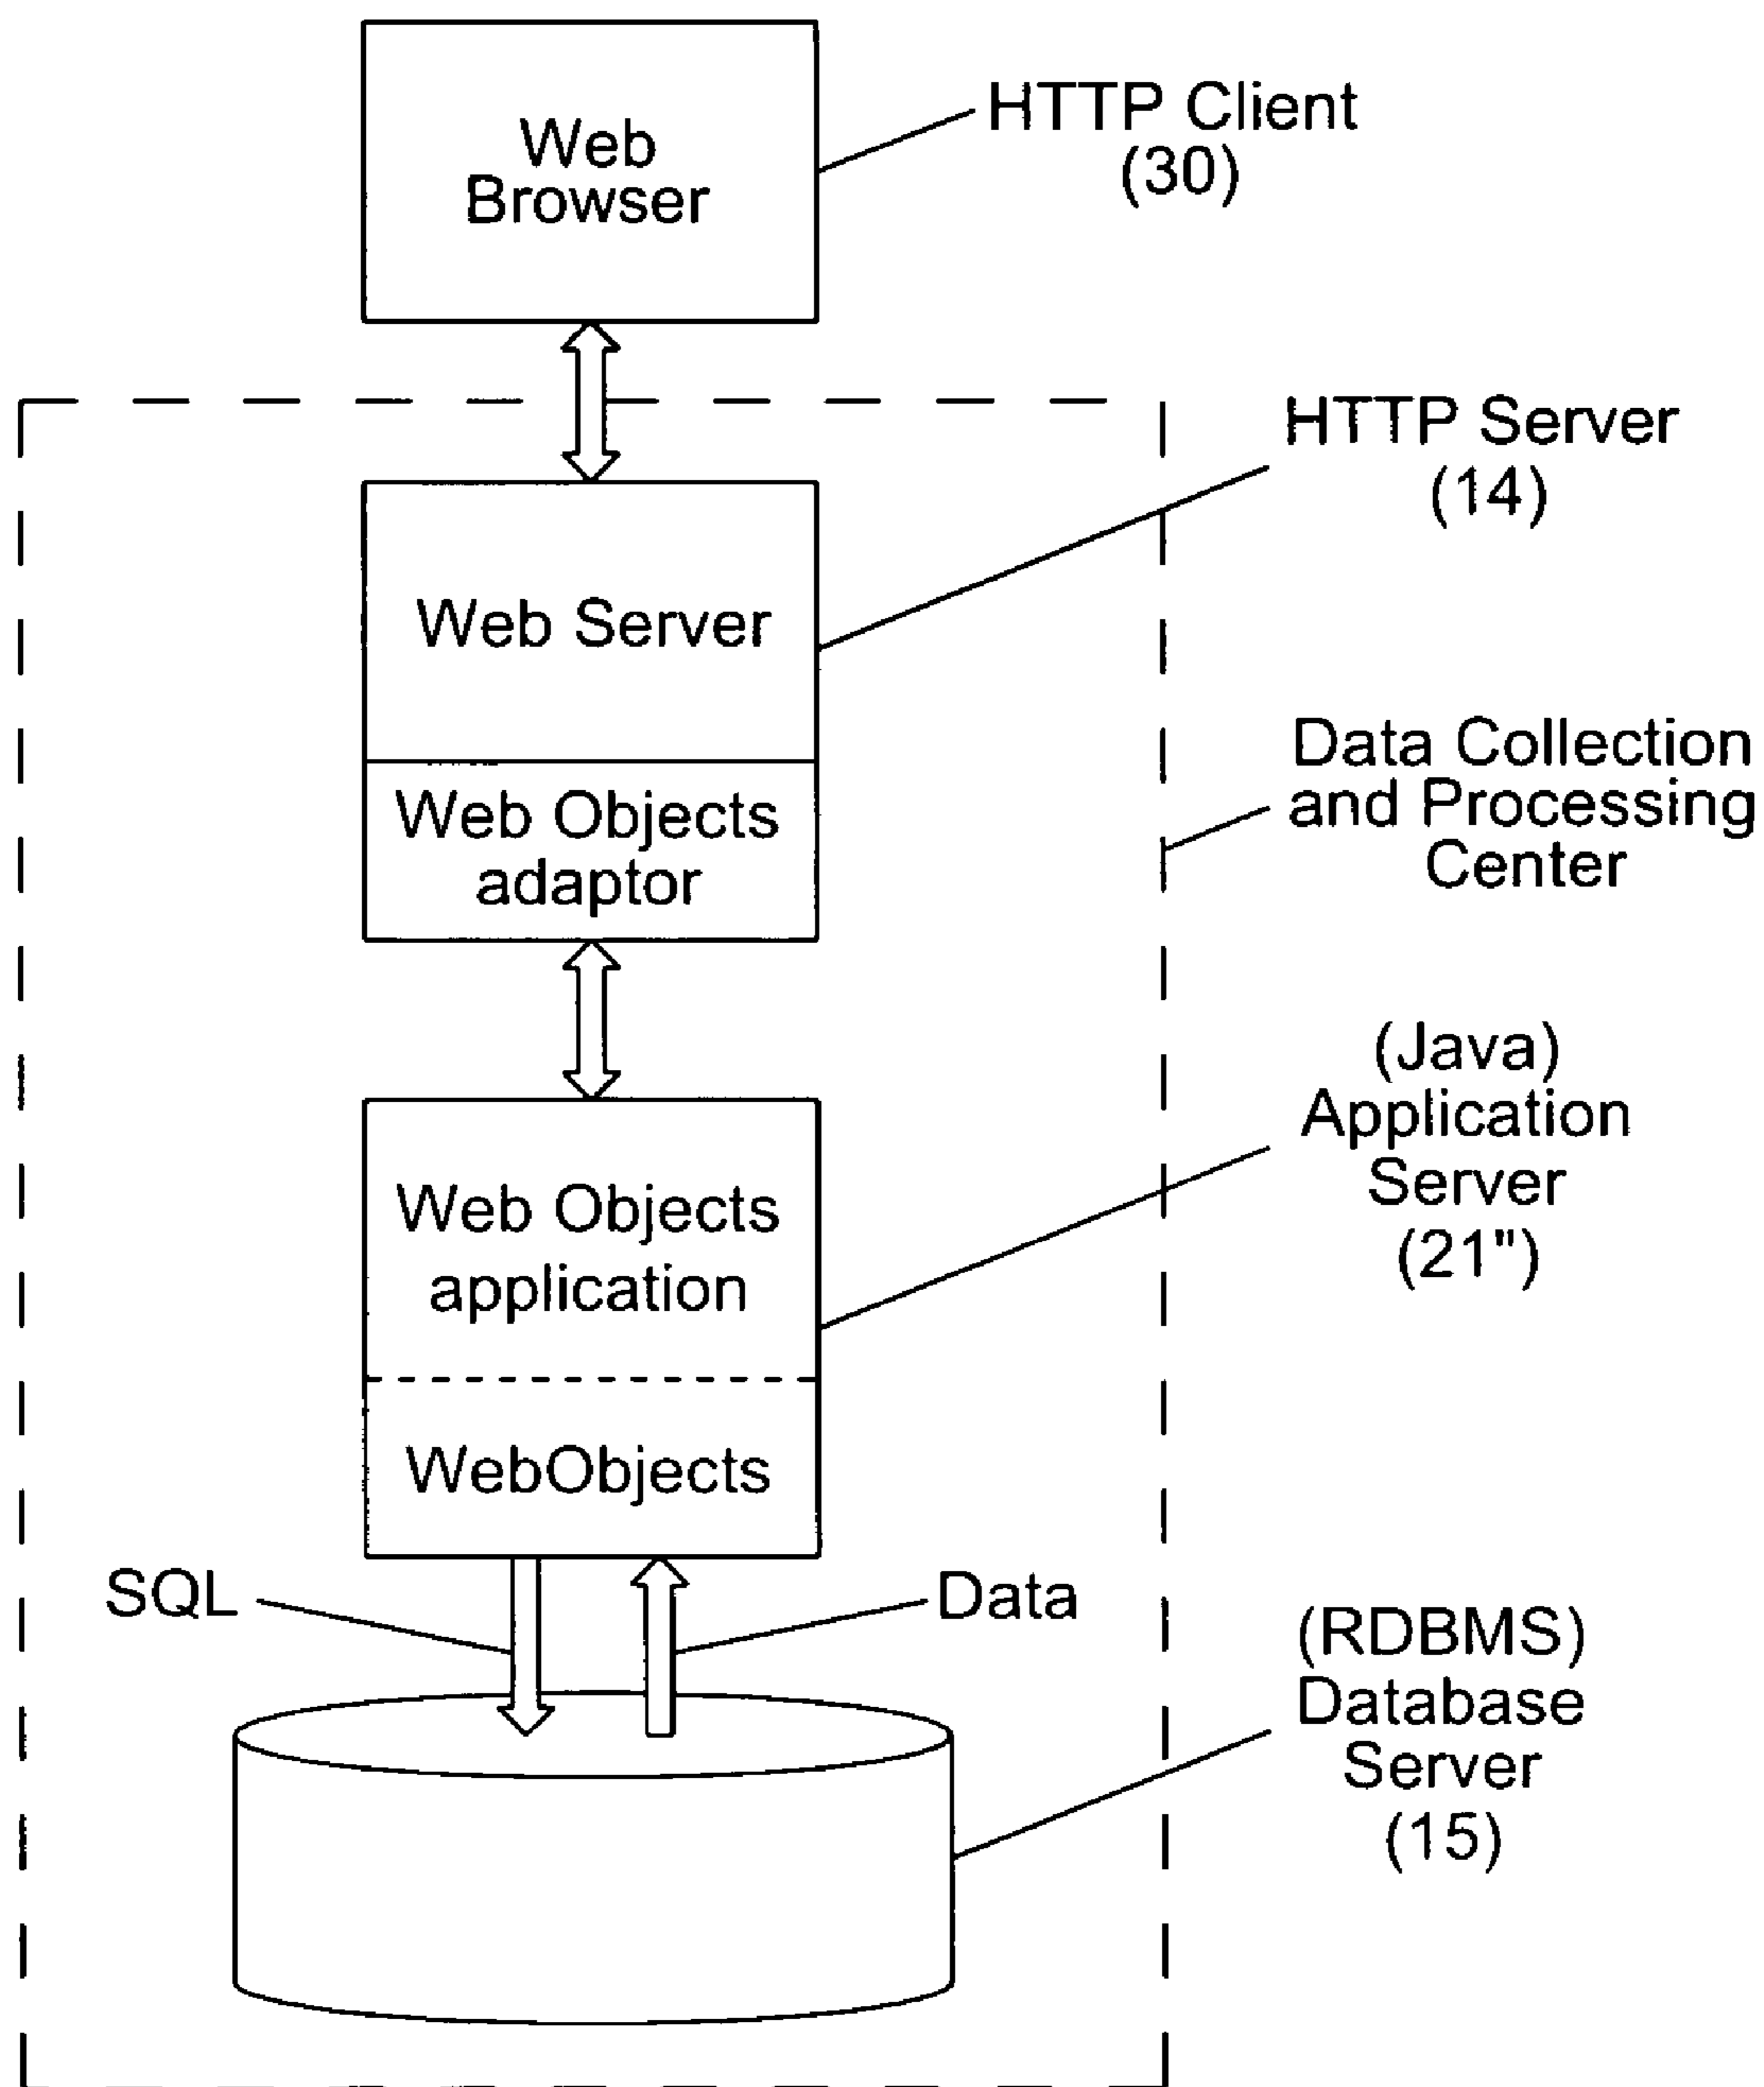 Web
Browser
HTTP Client
(30)
HTTP Server
(14)
Web Server
Data Collection
and Processing
Center
Web Objects
adaptor
(Java)
Application
Server
(21")
Web Objects
application
WebObjects
SQL
Data
(RDBMS)
Database
Server
(15)